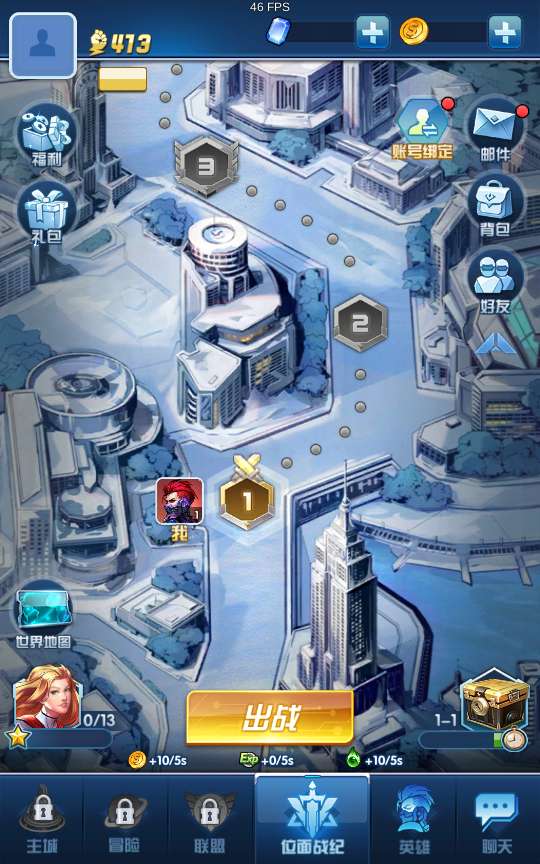 46 FPS
413
福利
礼包
账号绑定
邮件
背包
好友
3
2
1
1
我
世界地图
0/13
出战
1-1
+10/5s
Exp +0/5s
+10/5s
主城
冒险
联盟
位面战纪
英雄
聊天